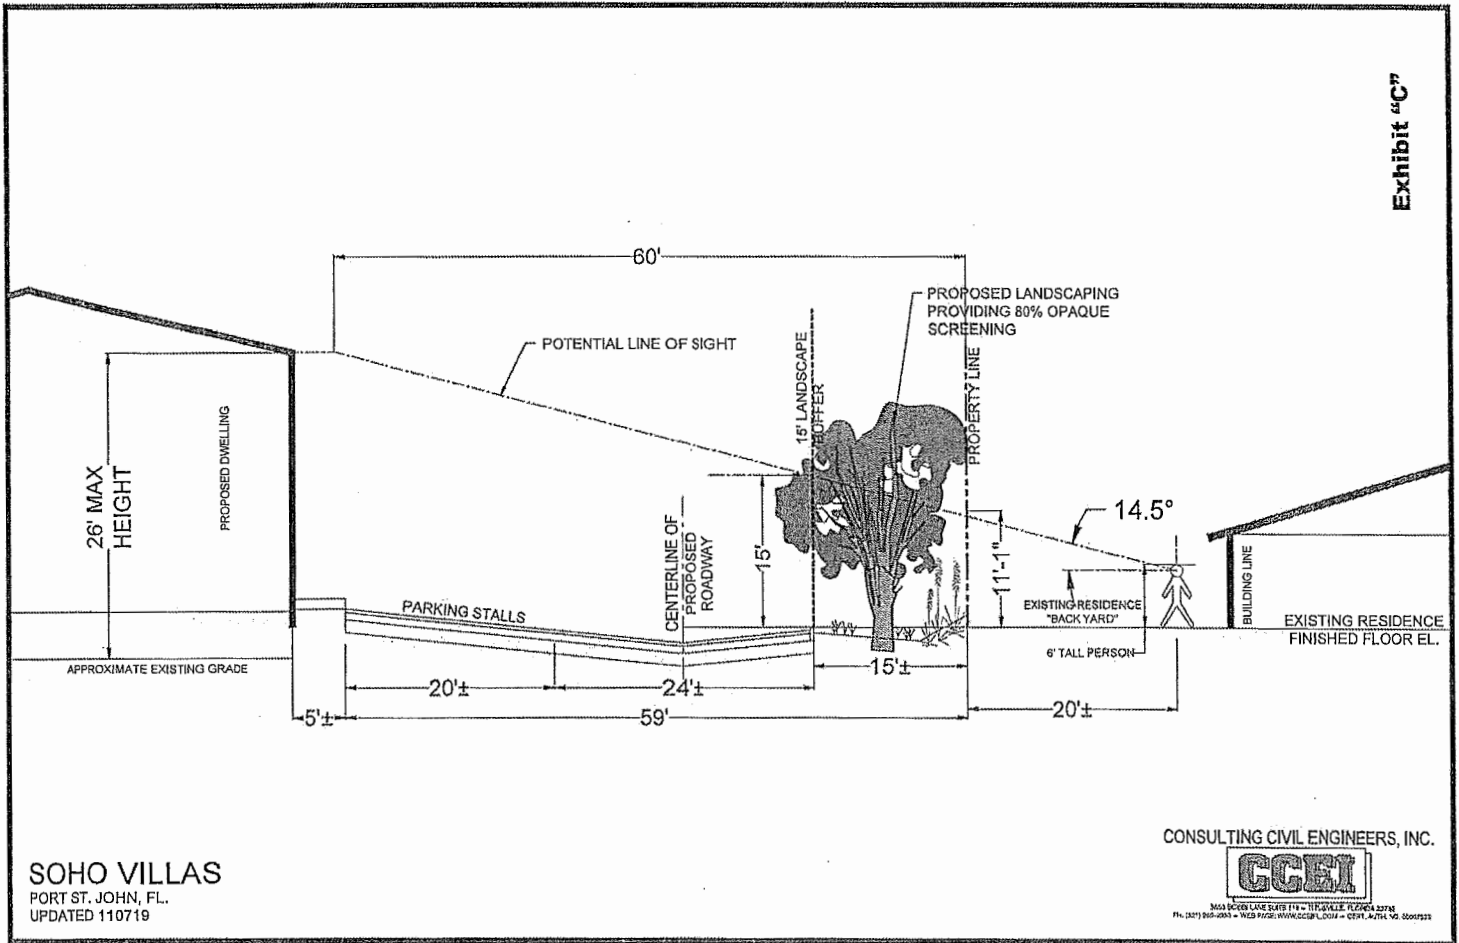 Exhibit "C"
60'
PROPOSED LANDSCAPING
PROVIDING 80% OPAQUE
SCREENING
POTENTIAL LINE OF SIGHT
15' LANDSCAPE
BUFFER
PROPERTY LINE
26' MAX
HEIGHT
PROPOSED DWELLING
CENTERLINE OF
PROPOSED
ROADWAY
15'
11'-1"
14.5°
EXISTING RESIDENCE
"BACK YARD"
6' TALL PERSON
BUILDING LINE
EXISTING RESIDENCE
FINISHED FLOOR EL.
PARKING STALLS
APPROXIMATE EXISTING GRADE
15'±
20'±
24'±
5'±
59'
20'±
SOHO VILLAS
PORT ST. JOHN, FL.
UPDATED 110719
CONSULTING CIVIL ENGINEERS, INC.
CCEI